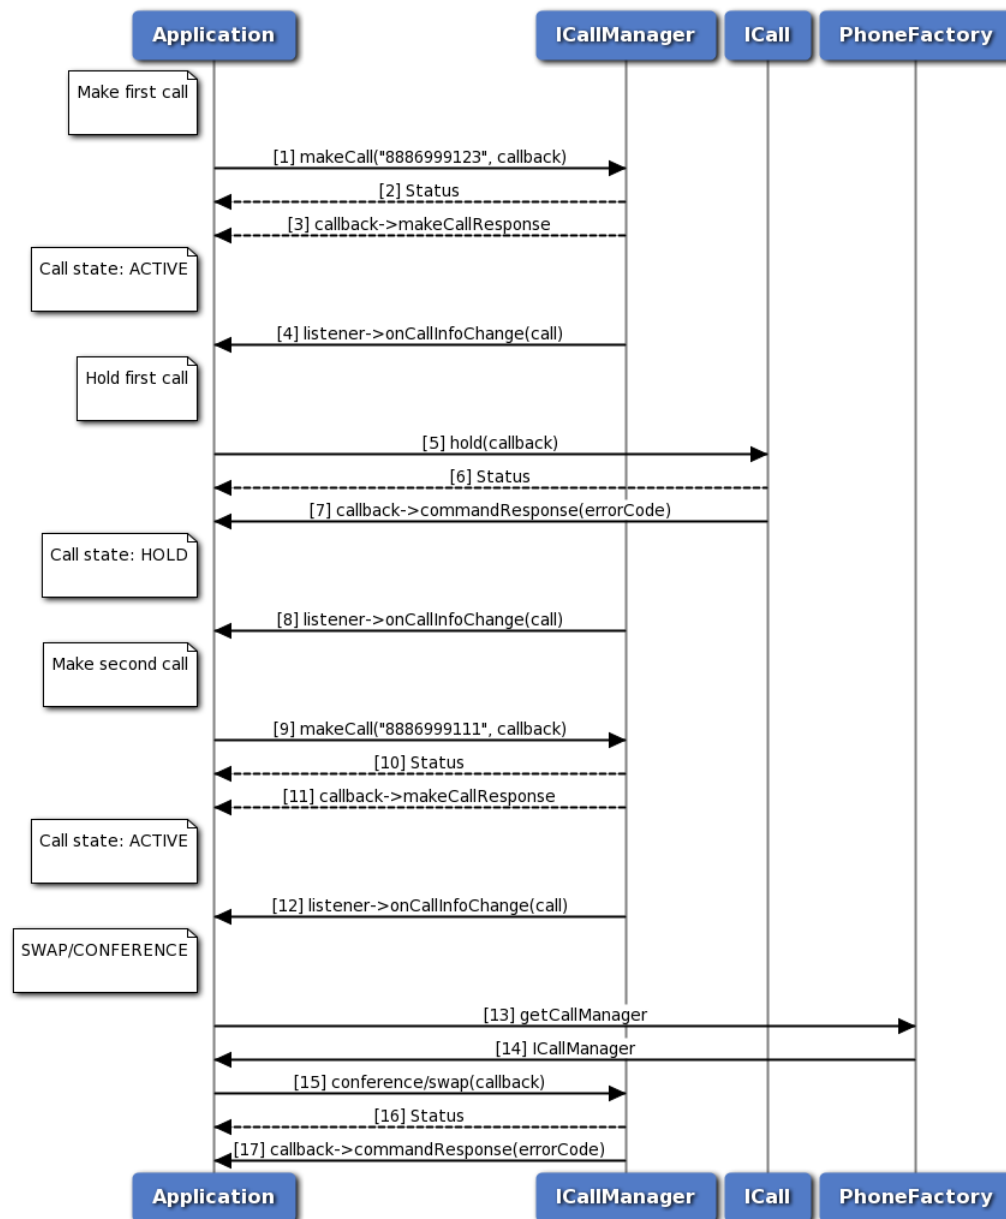 Application
ICallManager
ICall
PhoneFactory
Make first call
[1] makeCall("8886999123", callback)
[2] Status
[3] callback->makeCallResponse
Call state: ACTIVE
[4] listener->onCallInfoChange(call)
Hold first call
[5] hold(callback)
[6] Status
[7] callback->commandResponse(errorCode)
Call state: HOLD
[8] listener->onCallInfoChange(call)
Make second call
[9] makeCall("8886999111", callback)
[10] Status
[11] callback->makeCallResponse
Call state: ACTIVE
[12] listener->onCallInfoChange(call)
SWAP/CONFERENCE
[13] getCallManager
[14] ICallManager
[15] conference/swap(callback)
[16] Status
[17] callback->commandResponse(errorCode)
Application
ICallManager
ICall
PhoneFactory